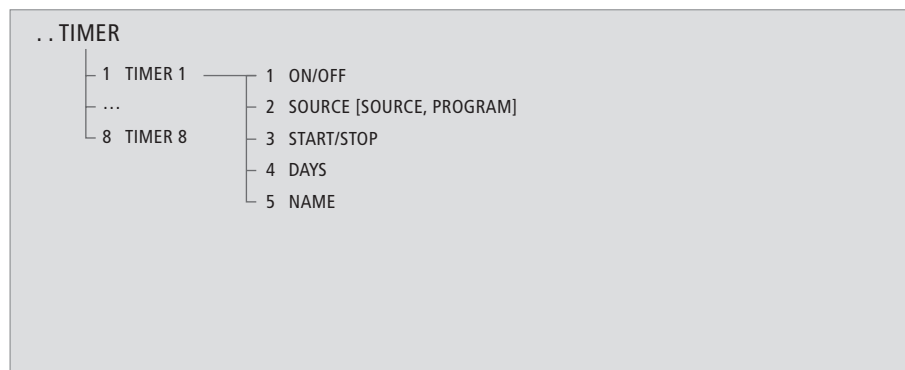 . . TIMER
1 TIMER 1
1 ON/OFF
…
2 SOURCE [SOURCE, PROGRAM]
8 TIMER 8
3 START/STOP
4 DAYS
5 NAME